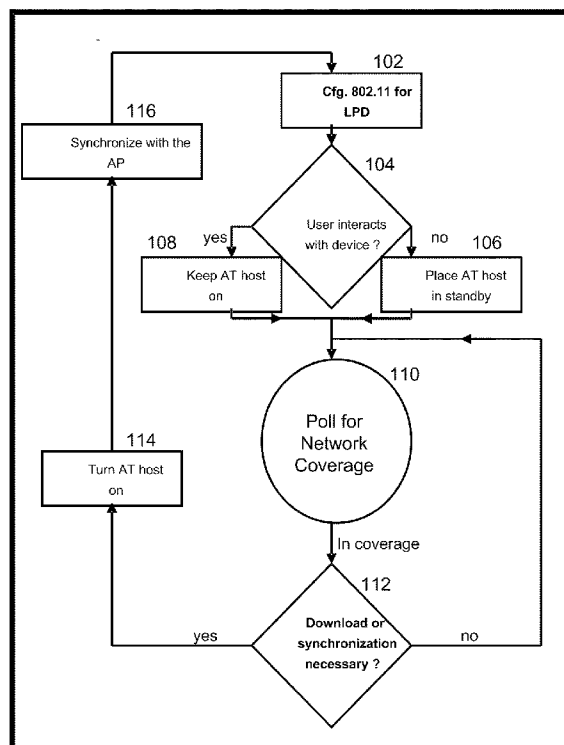 102
Cfg. 802.11 for
LPD
116
Synchronize with the
AP
104
User interacts
with device ?
yes
no
108
Keep AT host
on
106
Place AT host
in standby
110
Poll for
Network
Coverage
114
Turn AT host
on
In coverage
112
Download or
synchronization
necessary ?
yes
no